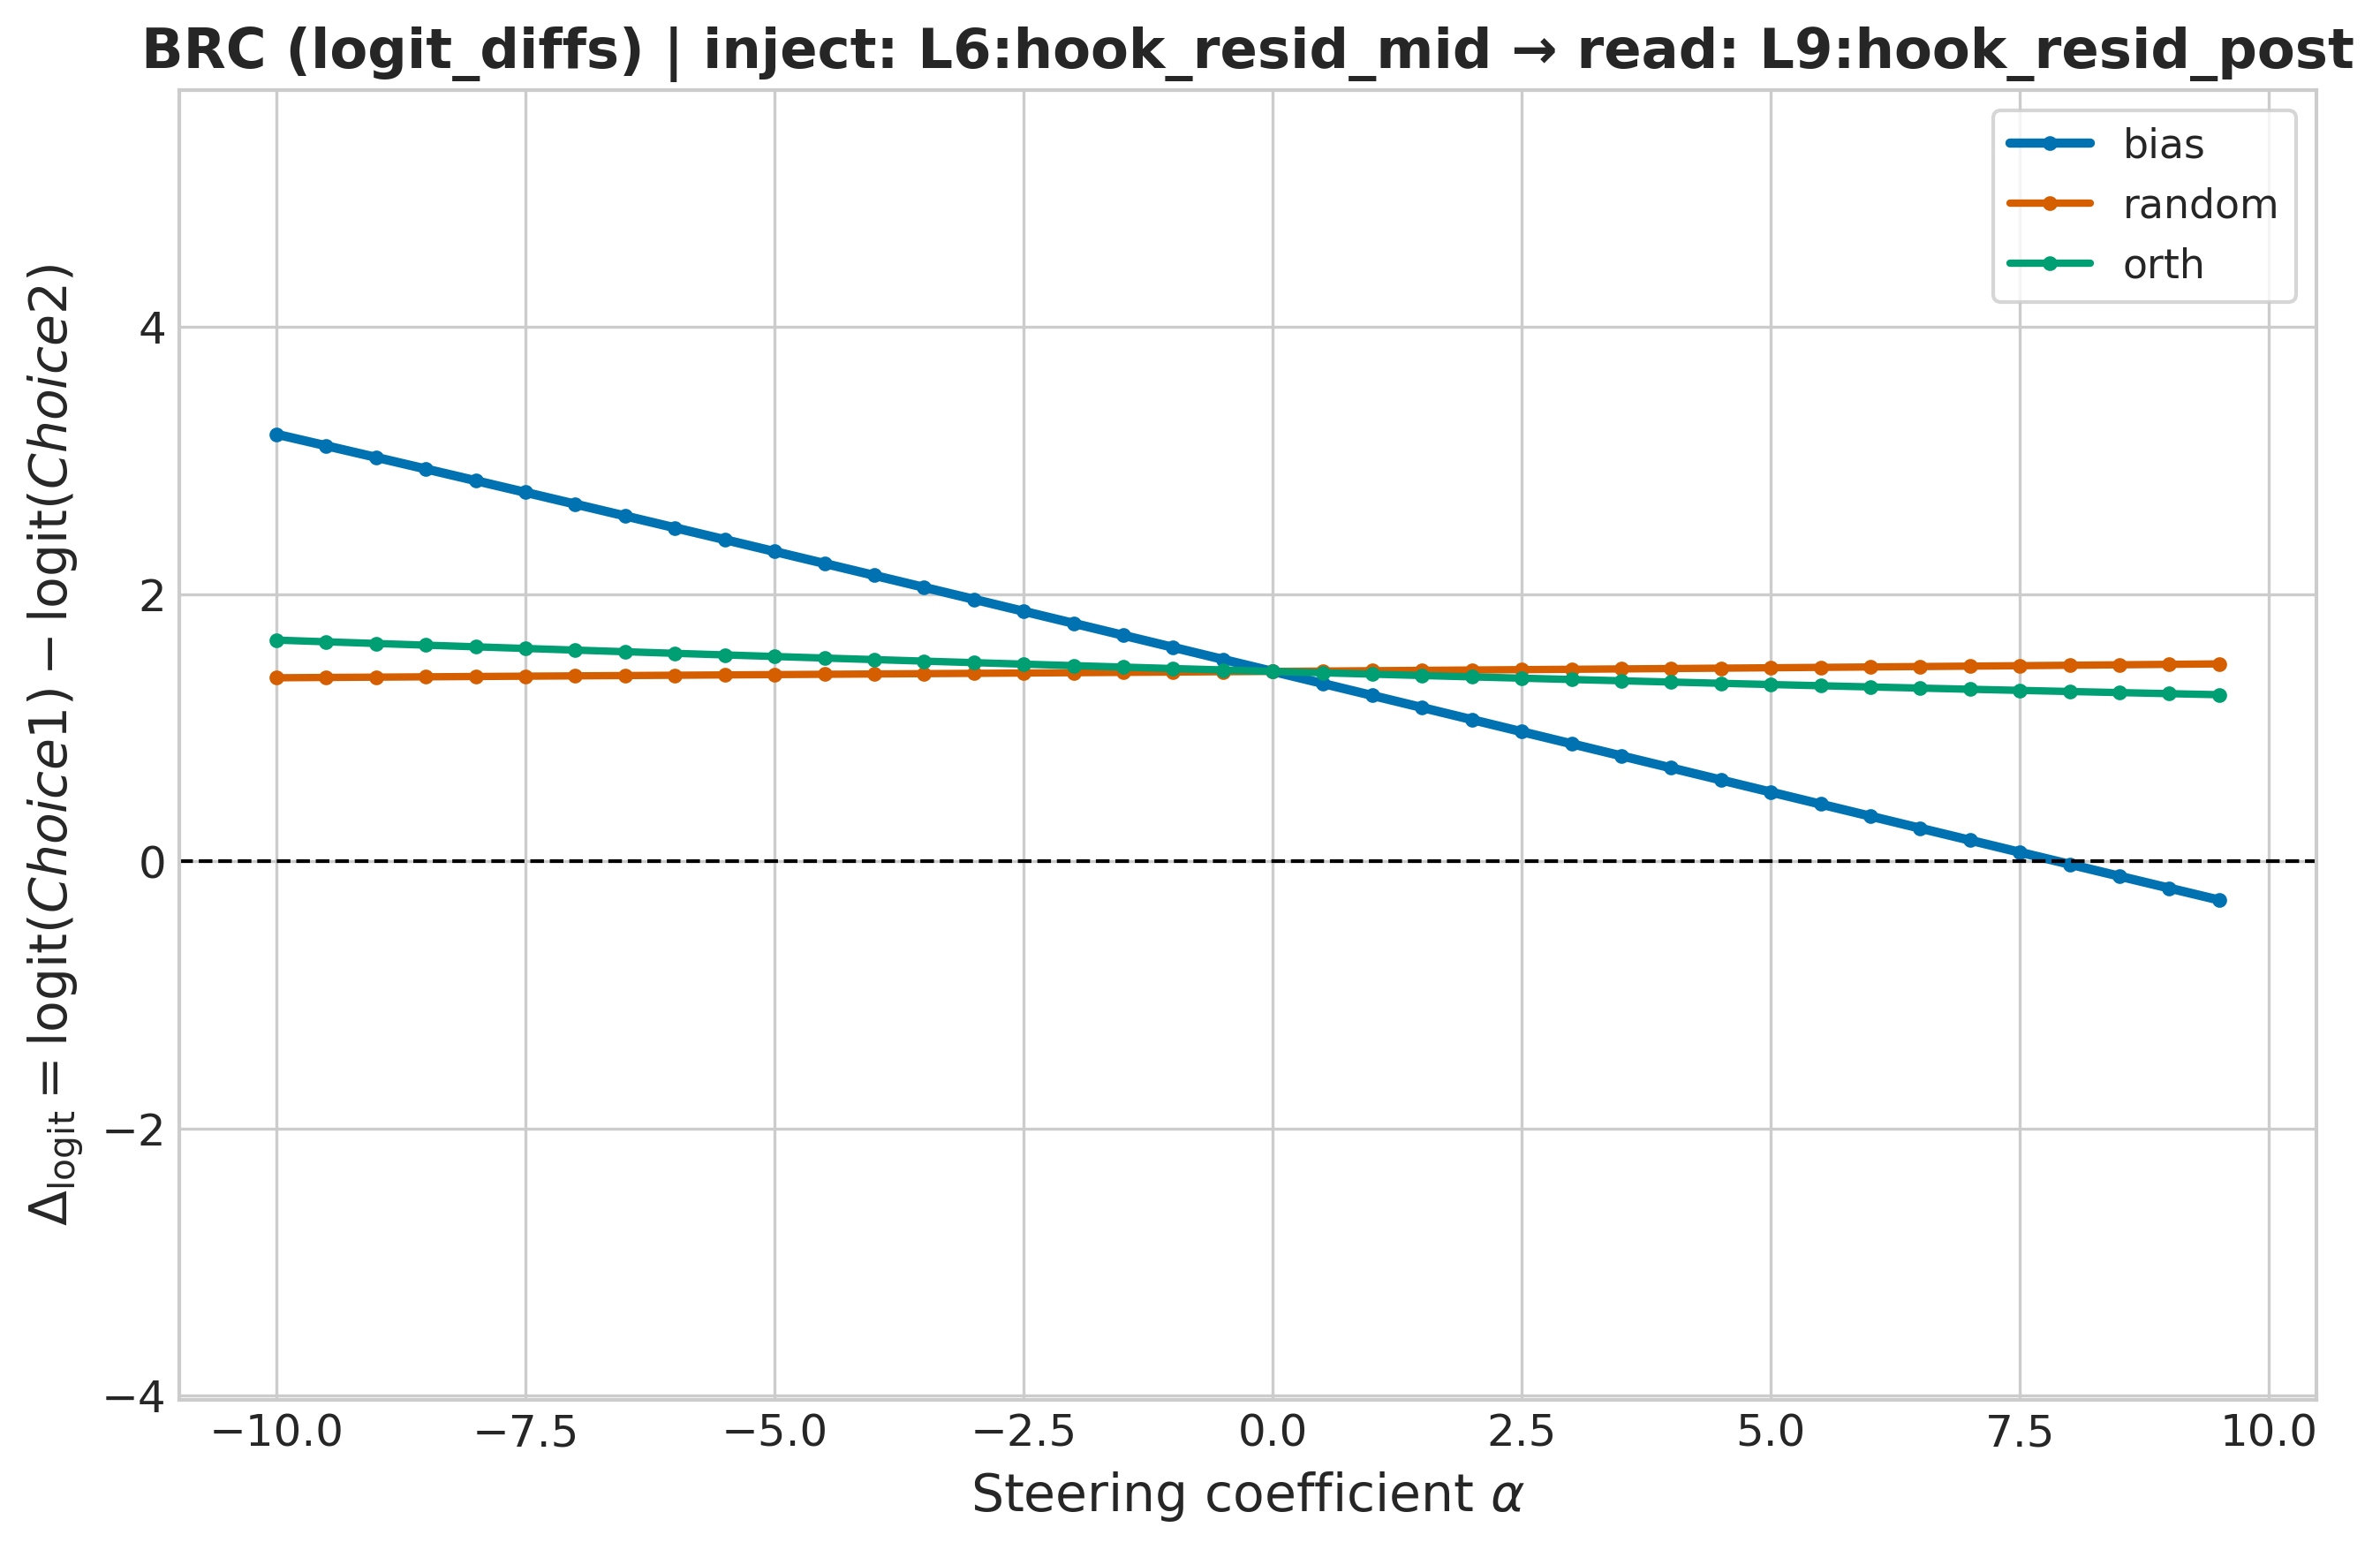 BRC (logit_diffs) | inject: L6:hook_resid_mid → read: L9:hook_resid_post
bias
random
orth
Δlogit = logit(Choice1) − logit(Choice2)
4
2
0
−2
−4
−10.0 −7.5 −5.0 −2.5 0.0 2.5 5.0 7.5 10.0
Steering coefficient α